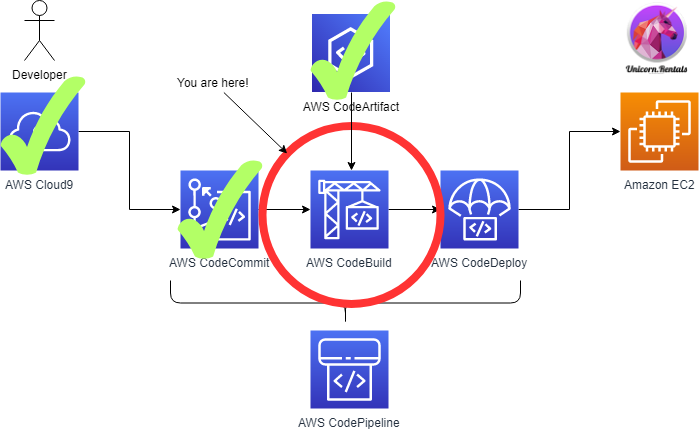 Developer
You are here!
AWS CodeArtifact
Unicorn.Rentals
AWS Cloud9
Amazon EC2
AWS CodeCommit
AWS CodeBuild
AWS CodeDeploy
AWS CodePipeline